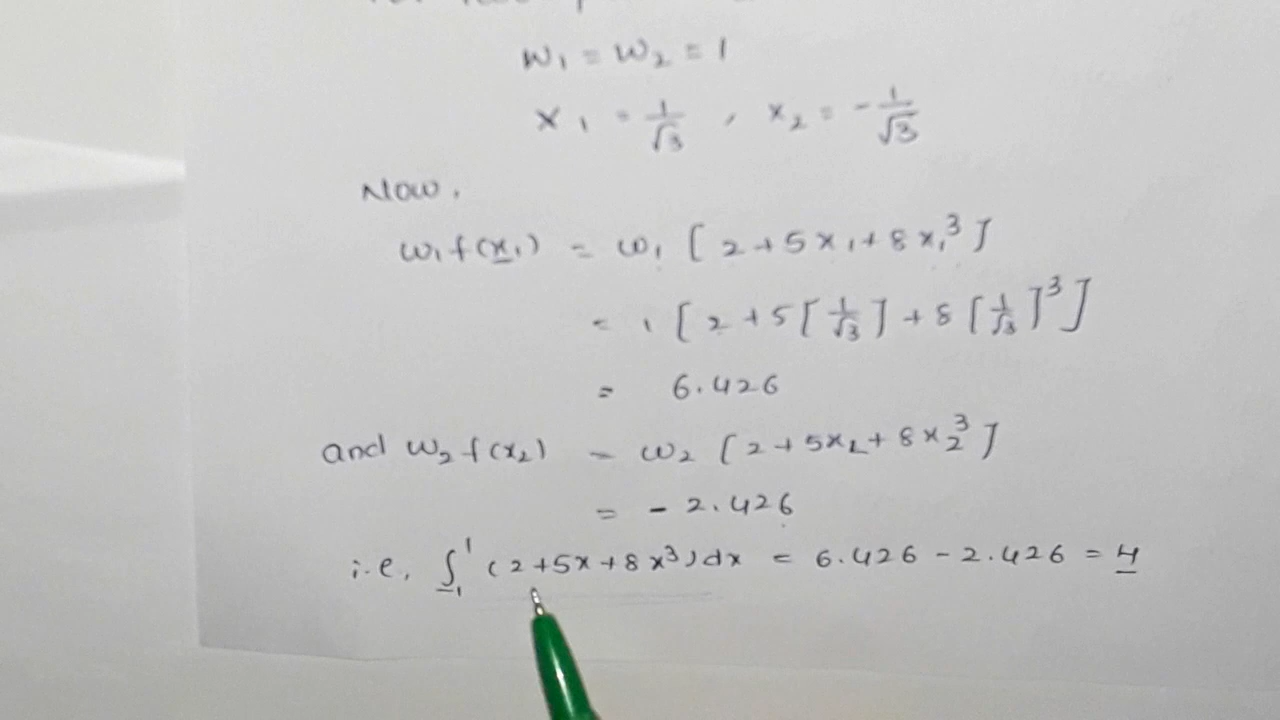 w₁ = w₂ = 1
x₁ = 1/√3 , x₂ = -1/√3
Now,
w₁f(x₁) = w₁ [2+5x₁+8x₁³]
= 1 [2+5[1/√3]+8[1/√3]³]
= 6.426
and w₂f(x₂) = w₂ [2+5x₂+8x₂³]
= -2.426
i.e, ∫₋₁¹ (2+5x+8x³)dx = 6.426 - 2.426 = 4